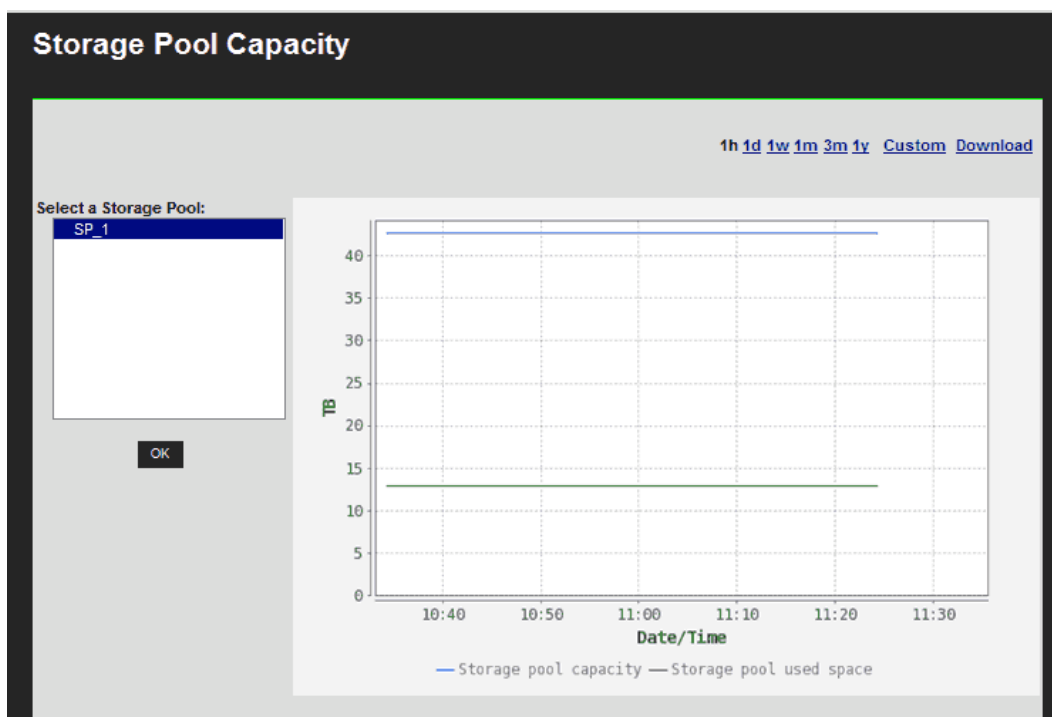 Storage Pool Capacity
1h 1d 1w 1m 3m 1y Custom Download
Select a Storage Pool:
SP_1
OK
TB
40
35
30
25
20
15
10
5
0
10:40 10:50 11:00 11:10 11:20 11:30
Date/Time
Storage pool capacity Storage pool used space